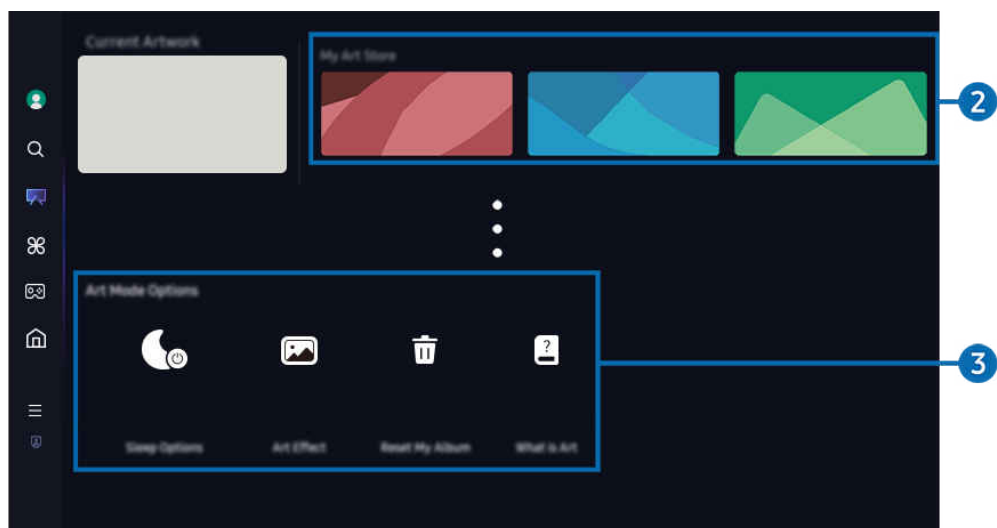 Current Artwork
My Art Store
2
Art Mode Options
3
Sleep Options
Art Effect
Reset My Album
What is Art